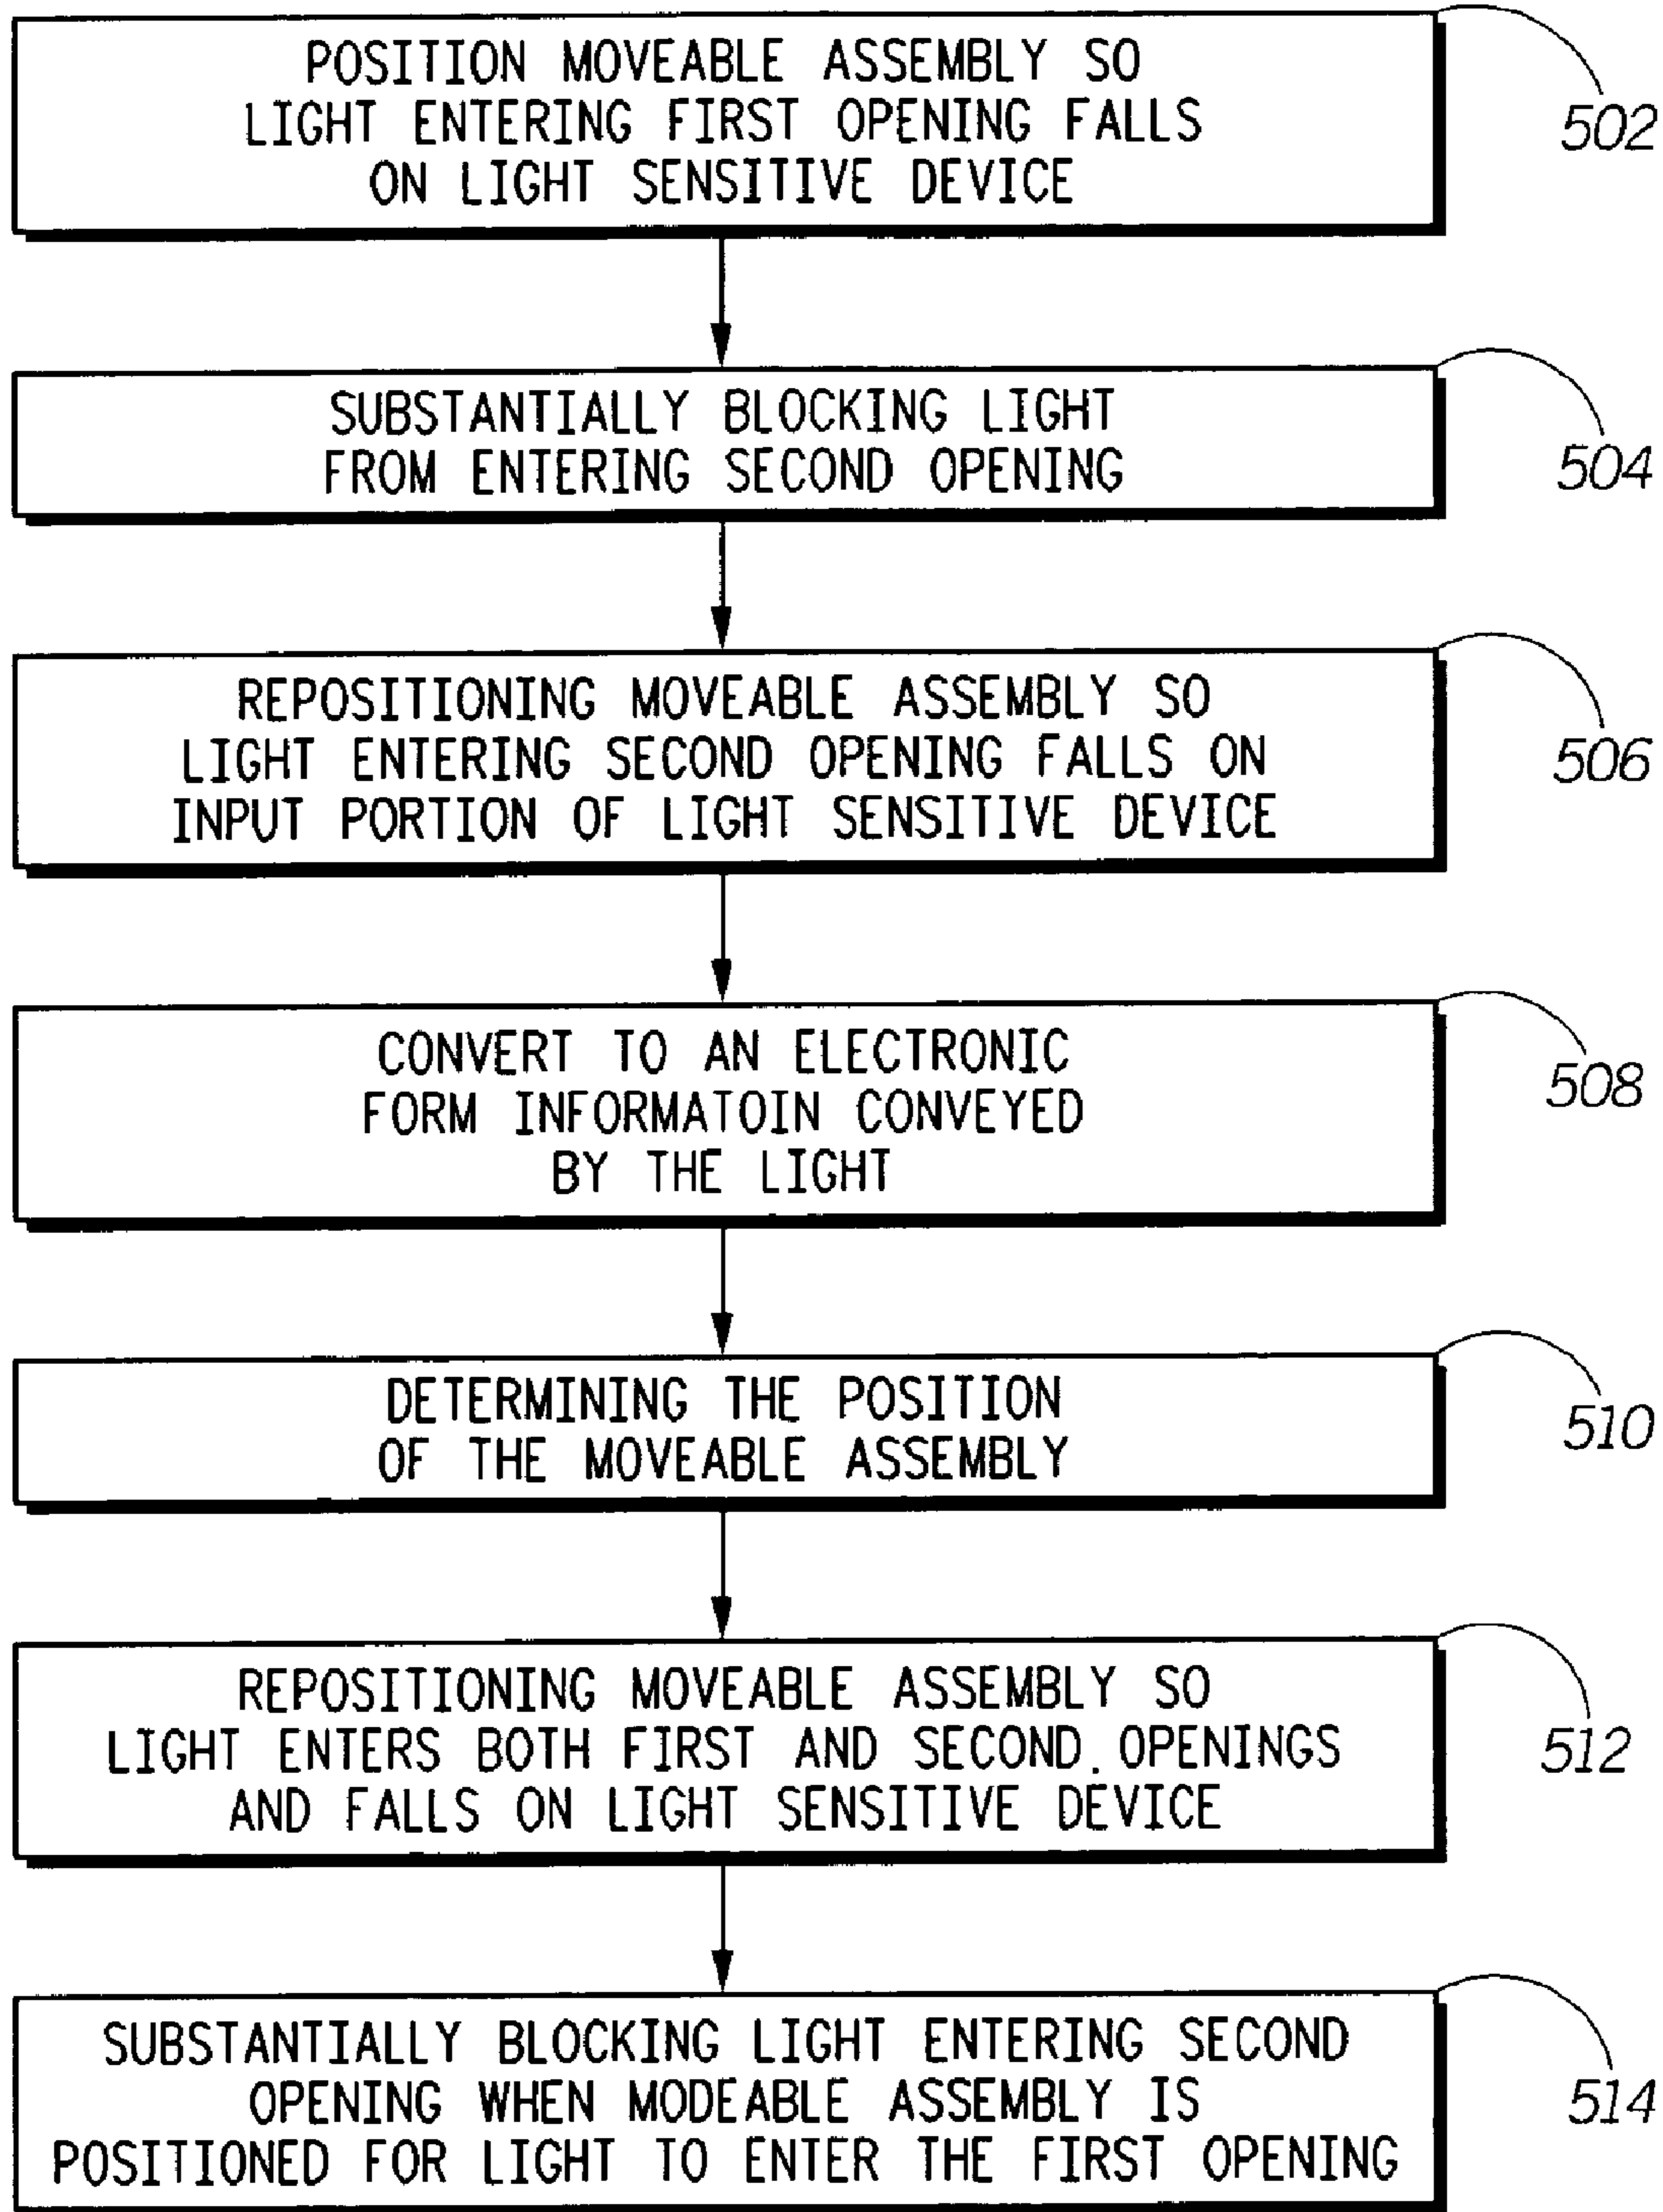 POSITION MOVEABLE ASSEMBLY SO
LIGHT ENTERING FIRST OPENING FALLS
ON LIGHT SENSITIVE DEVICE
502
SUBSTANTIALLY BLOCKING LIGHT
FROM ENTERING SECOND OPENING
504
REPOSITIONING MOVEABLE ASSEMBLY SO
LIGHT ENTERING SECOND OPENING FALLS ON
INPUT PORTION OF LIGHT SENSITIVE DEVICE
506
CONVERT TO AN ELECTRONIC
FORM INFORMATOIN CONVEYED
BY THE LIGHT
508
DETERMINING THE POSITION
OF THE MOVEABLE ASSEMBLY
510
REPOSITIONING MOVEABLE ASSEMBLY SO
LIGHT ENTERS BOTH FIRST AND SECOND. OPENINGS
AND FALLS ON LIGHT SENSITIVE DEVICE
512
SUBSTANTIALLY BLOCKING LIGHT ENTERING SECOND
OPENING WHEN MODEABLE ASSEMBLY IS
POSITIONED FOR LIGHT TO ENTER THE FIRST OPENING
514